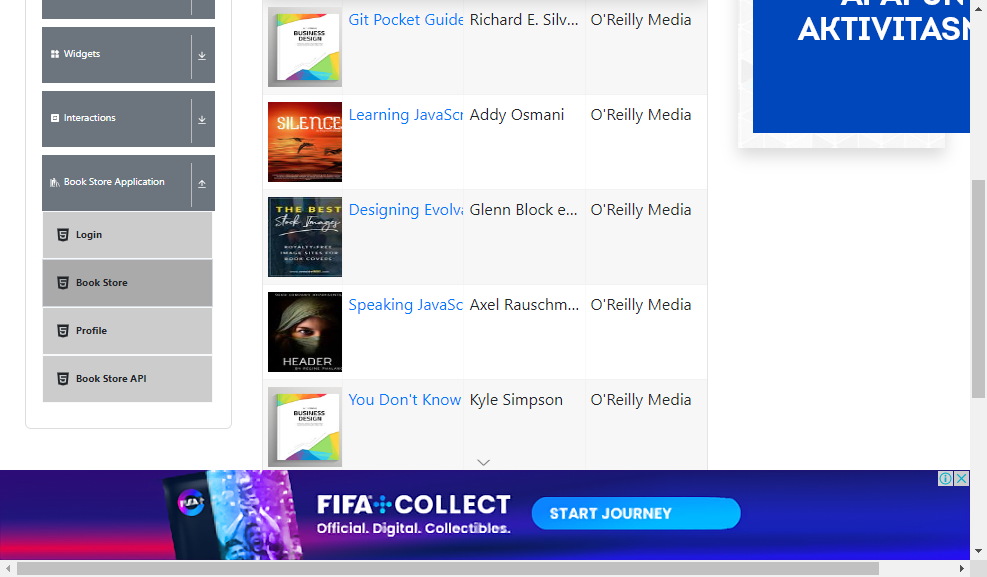 Widgets
Interactions
Book Store Application
Login
Book Store
Profile
Book Store API
BUSINESS
DESIGN
Git Pocket Guide
Richard E. Silv...
O'Reilly Media
SILENCE
Learning JavaScr
Addy Osmani
O'Reilly Media
THE BEST
Stock Images
ROYALTY-FREE
IMAGE SITES FOR
BOOK COVERS
Designing Evolva
Glenn Block e...
O'Reilly Media
HEADER
Speaking JavaSc
Axel Rauschm...
O'Reilly Media
BUSINESS
DESIGN
You Don't Know
Kyle Simpson
O'Reilly Media
AKTIVITASN
FIFA
FIFA+COLLECT
Official. Digital. Collectibles.
START JOURNEY